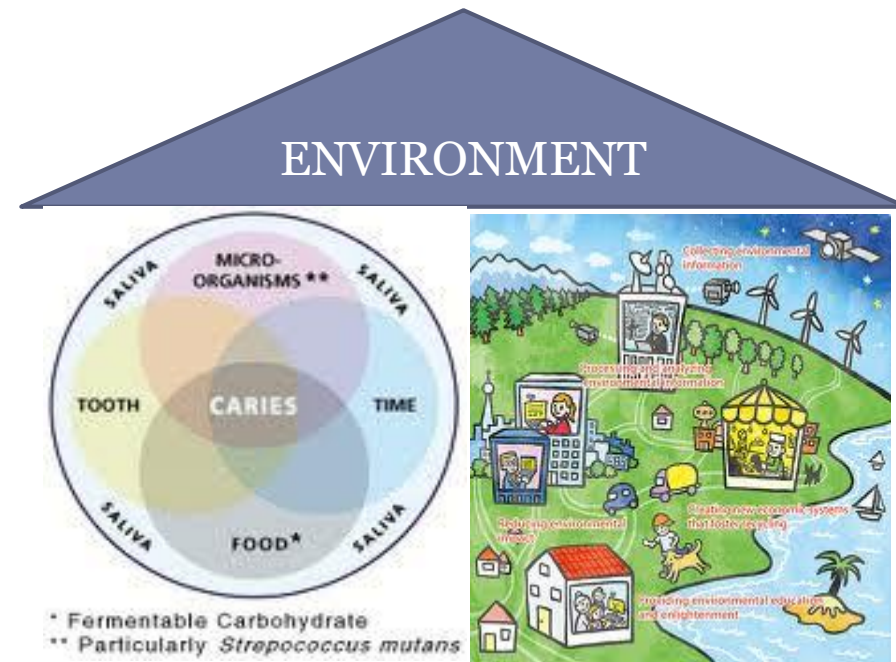 ENVIRONMENT
MICRO-
ORGANISMS **
SALIVA
SALIVA
TOOTH
CARIES
TIME
SALIVA
FOOD*
SALIVA
* Fermentable Carbohydrate
** Particularly Strepococcus mutans
Collecting environmental
information
Processing and analyzing
environmental information
Reducing environmental
impact
Creating new economic systems
that foster recycling
Providing environmental education
and enlightenment